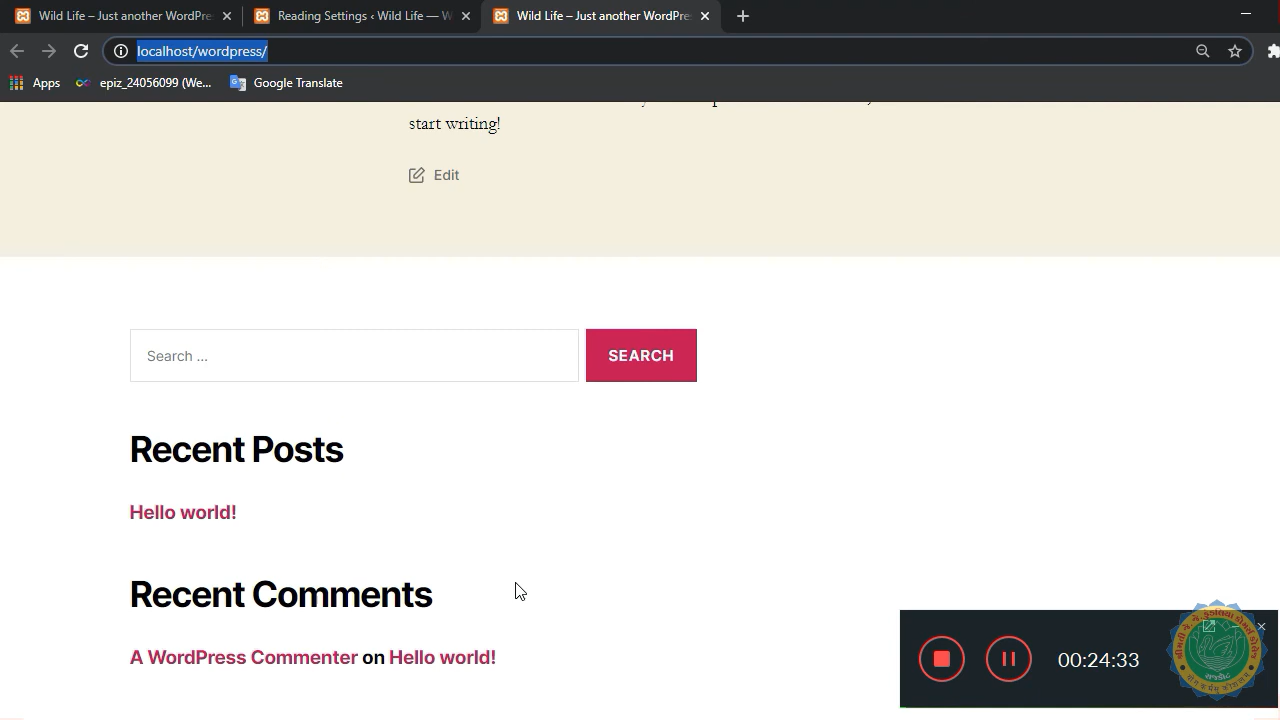 Wild Life – Just another WordPre
Reading Settings ‹ Wild Life — W
Wild Life – Just another WordPre
localhost/wordpress/
Apps
epiz_24056099 (We...
Google Translate
start writing!
Edit
Search ...
SEARCH
Recent Posts
Hello world!
Recent Comments
A WordPress Commenter on Hello world!
00:24:33